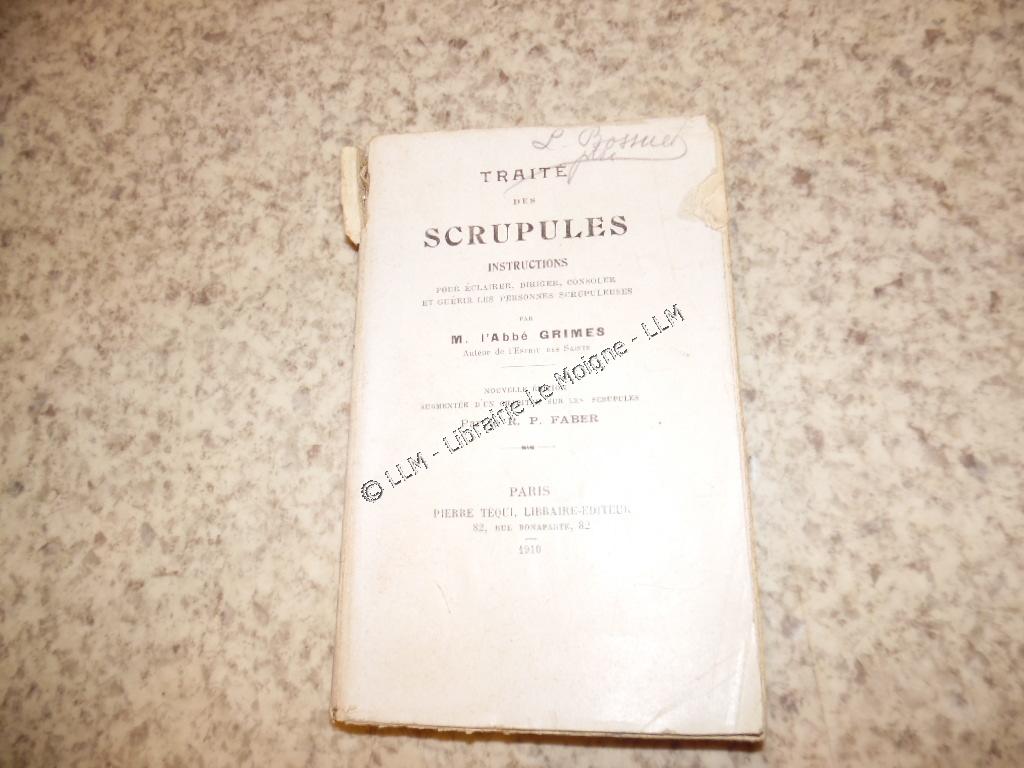 L. Bossuet
TRAITÉ
DES
SCRUPULES
INSTRUCTIONS
POUR ÉCLAIRER, DIRIGER, CONSOLER
ET GUÉRIR LES PERSONNES SCRUPULEUSES
PAR
M. l'Abbé GRIMES
Auteur de l'Esprit des Saints
NOUVELLE ÉDITION
AUGMENTÉE D'UN SUR LES SCRUPULES
R. P. FABER
PARIS
PIERRE TÉQUI, LIBRAIRE-ÉDITEUR
82, RUE BONAPARTE, 82
1910
© LLM - Librairie Le Moigne - LLM